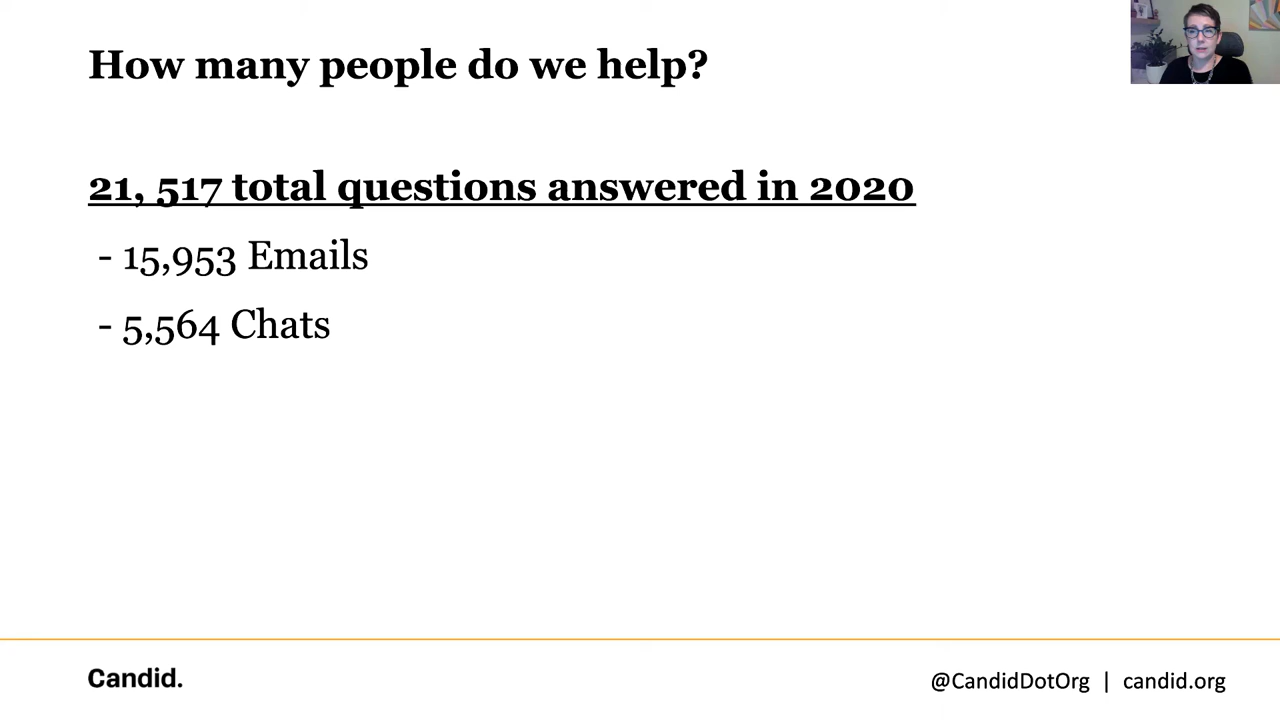 How many people do we help?
21, 517 total questions answered in 2020
- 15,953 Emails
- 5,564 Chats
Candid.
@CandidDotOrg | candid.org